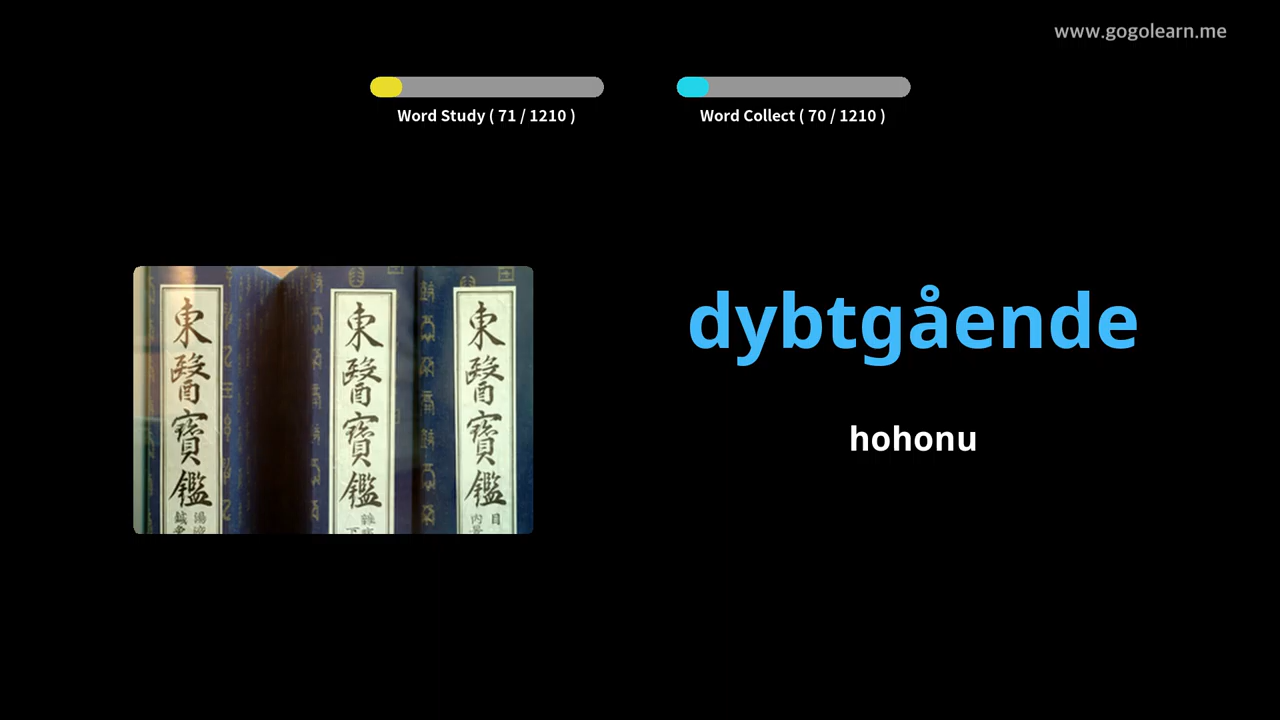 www.gogolearn.me
Word Study ( 71 / 1210 )
Word Collect ( 70 / 1210 )
東醫寶鑑
東醫寶鑑
東醫寶鑑
dybtgående
hohonu